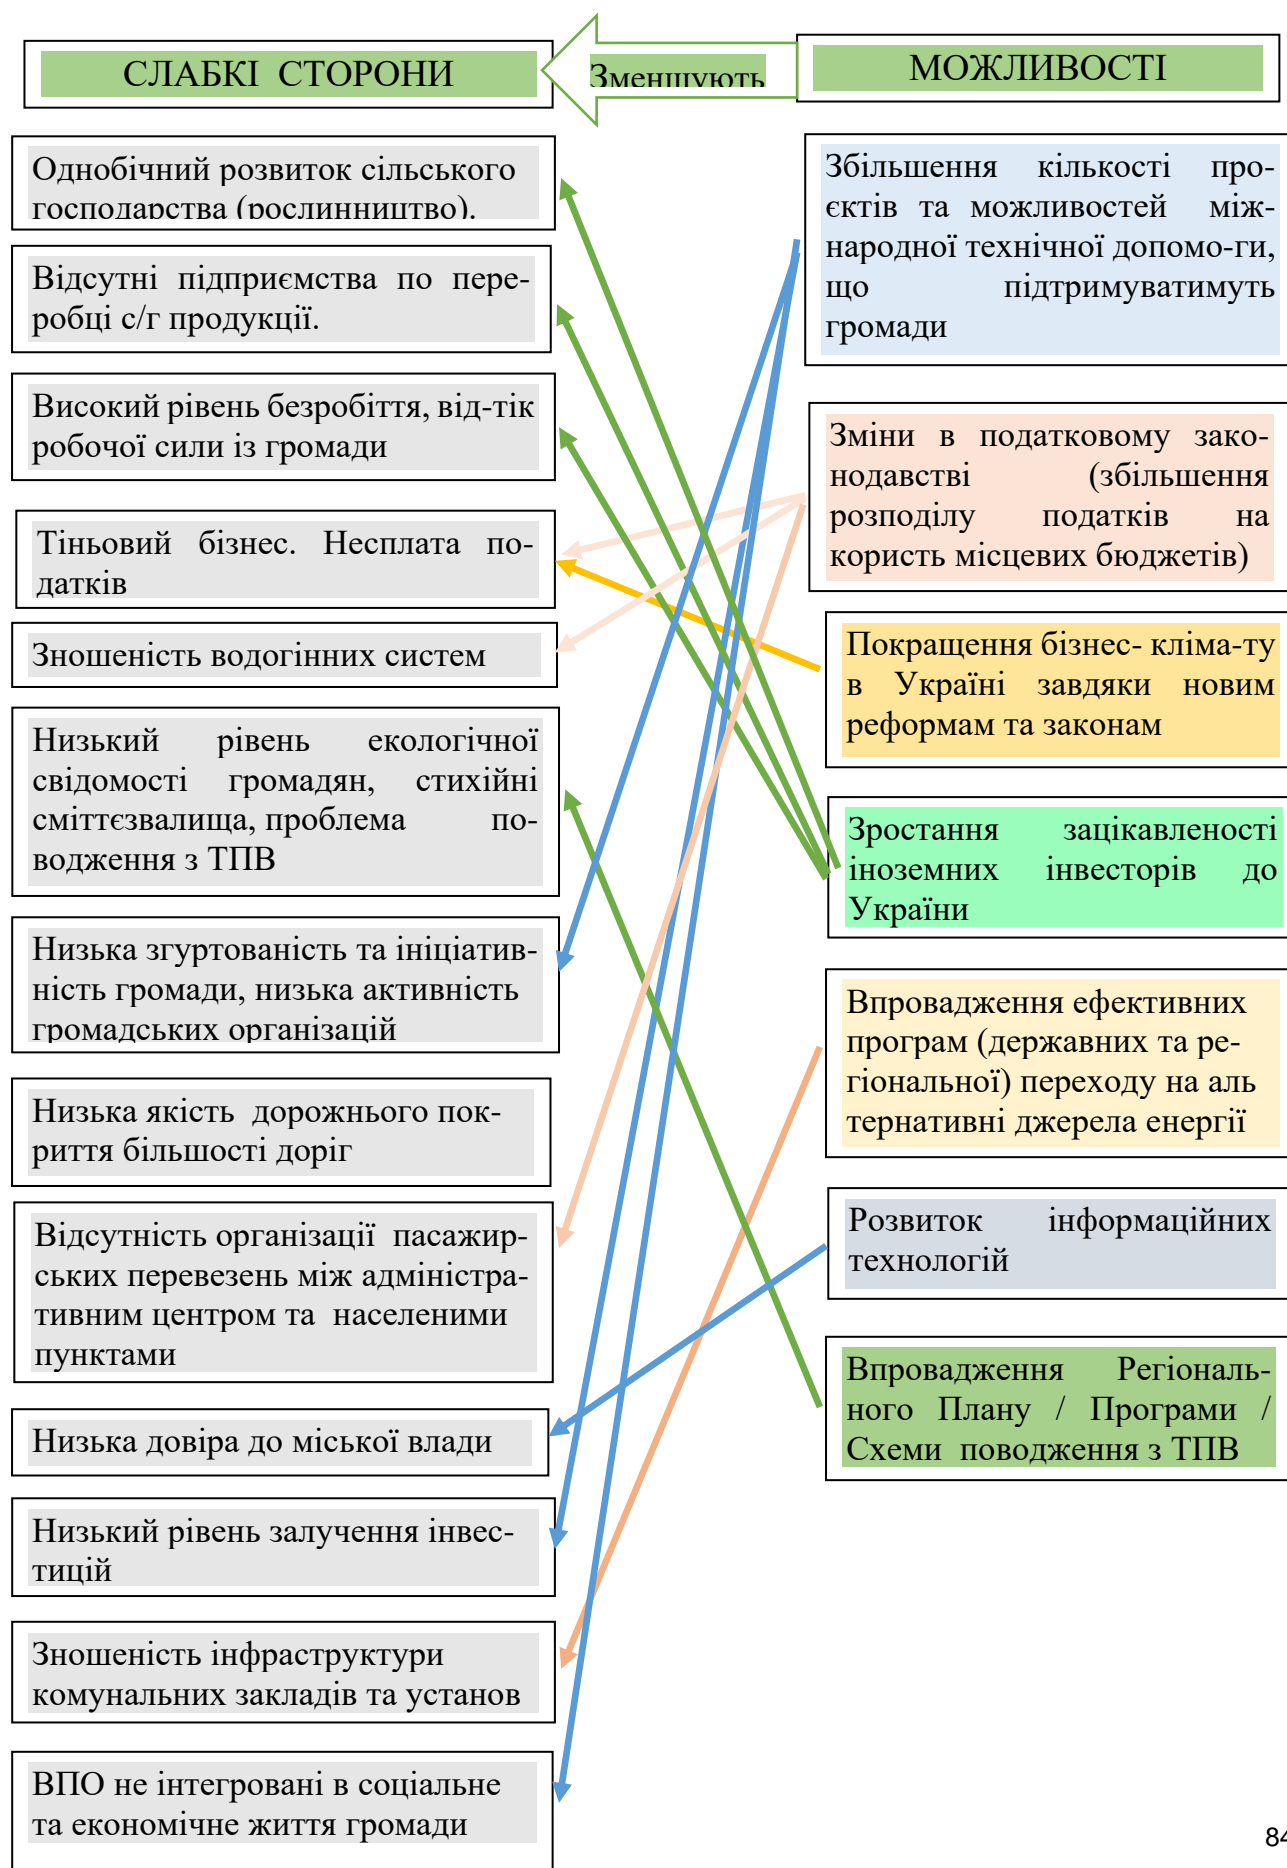 СЛАБКІ СТОРОНИ
Зменшують
МОЖЛИВОСТІ
Однобічний розвиток сільського
господарства (рослинництво).
Відсутні підприємства по пере-
робці с/г продукції.
Високий рівень безробіття, від-тік
робочої сили із громади
Тіньовий бізнес. Несплата по-
датків
Зношеність водогінних систем
Низький рівень екологічної
свідомості громадян, стихійні
сміттєзвалища, проблема по-
водження з ТПВ
Низька згуртованість та ініціатив-
ність громади, низька активність
громадських організацій
Низька якість дорожнього пок-
риття більшості доріг
Відсутність організації пасажир-
ських перевезень між адміністра-
тивним центром та населеними
пунктами
Низька довіра до міської влади
Низький рівень залучення інвес-
тицій
Зношеність інфраструктури
комунальних закладів та установ
ВПО не інтегровані в соціальне
та економічне життя громади
Збільшення кількості про-
єктів та можливостей між-
народної технічної допомо-ги,
що підтримуватимуть
громади
Зміни в податковому зако-
нодавстві (збільшення
розподілу податків на
користь місцевих бюджетів)
Покращення бізнес- кліма-ту
в Україні завдяки новим
реформам та законам
Зростання зацікавленості
іноземних інвесторів до
України
Впровадження ефективних
програм (державних та ре-
гіональної) переходу на аль
тернативні джерела енергії
Розвиток інформаційних
технологій
Впровадження Регіональ-
ного Плану / Програми /
Схеми поводження з ТПВ
84